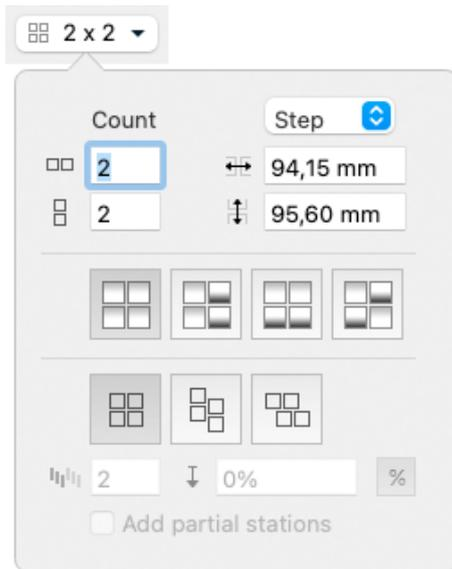 2 x 2
Count Step
2 94,15 mm
2 95,60 mm
2 0% %
Add partial stations